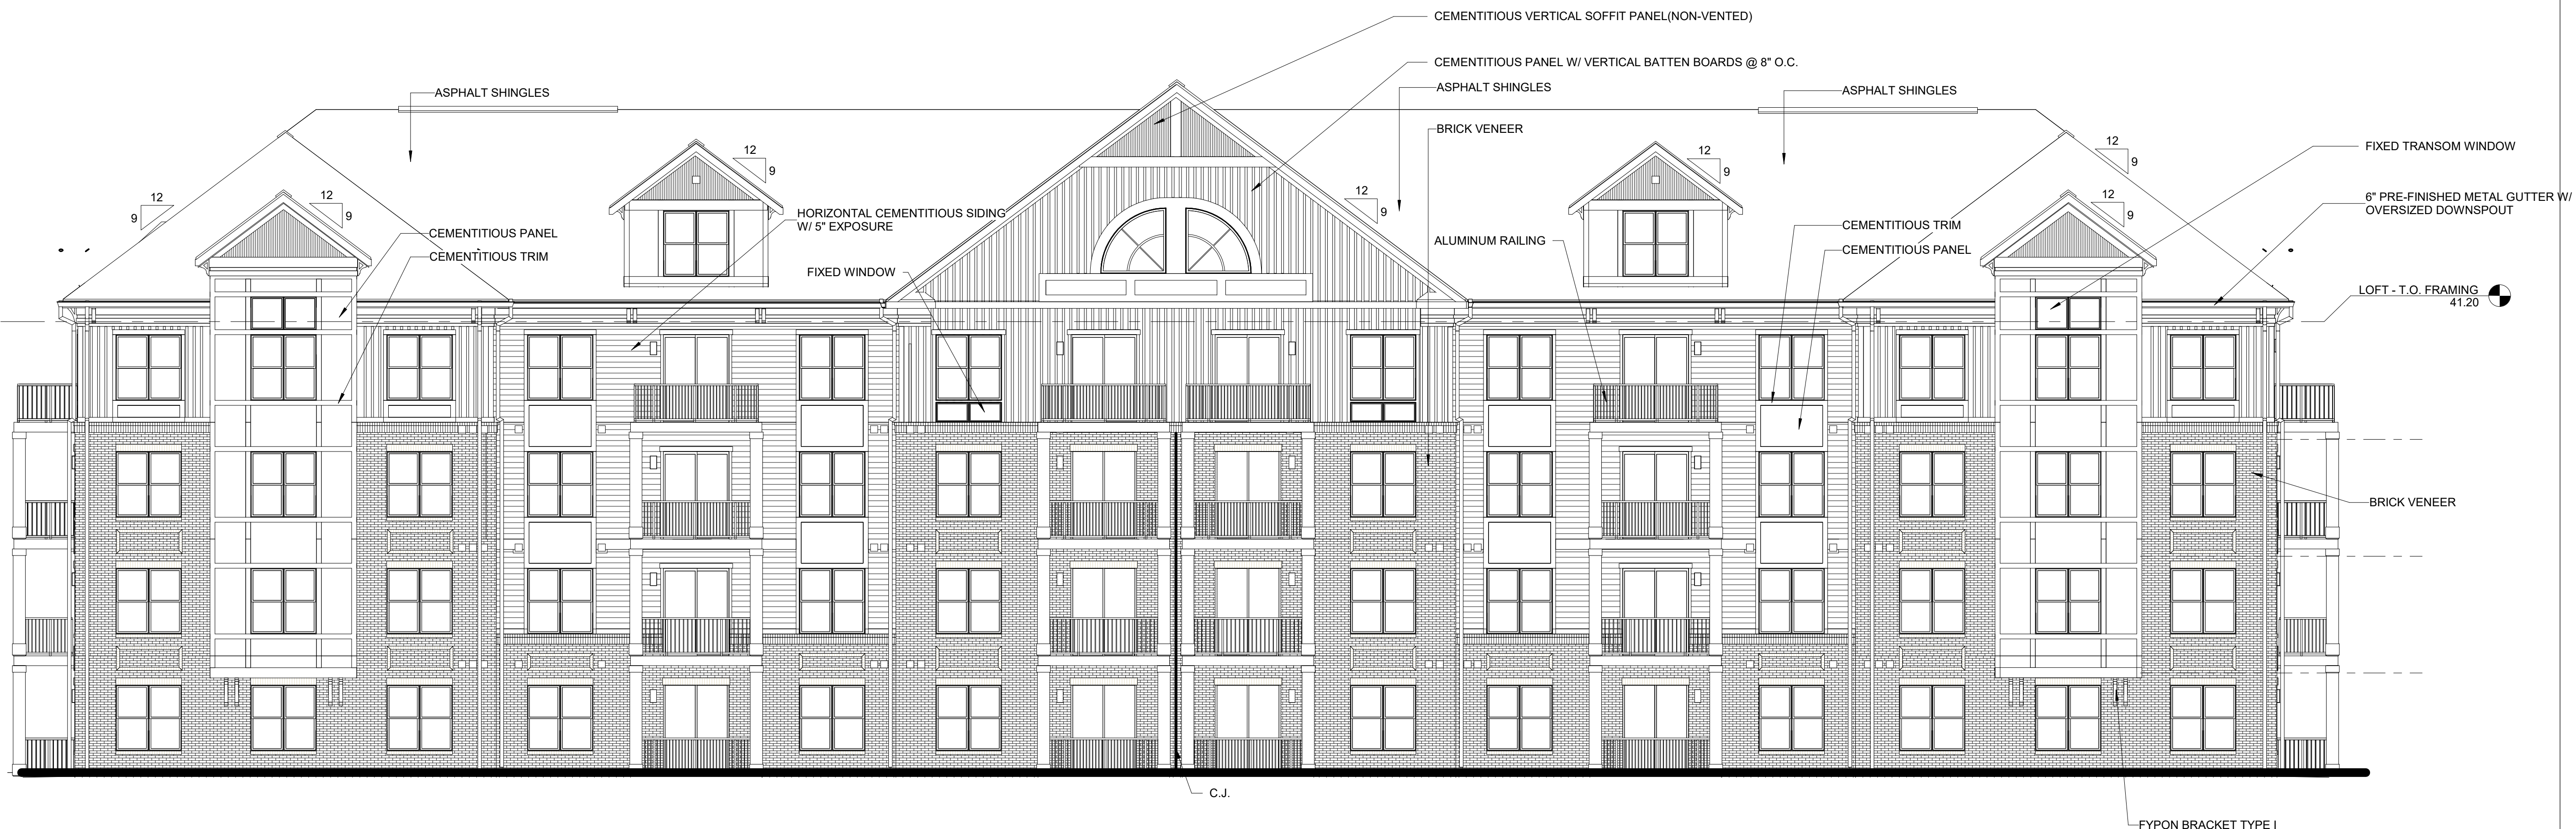 CEMENTITIOUS VERTICAL SOFFIT PANEL(NON-VENTED)
CEMENTITIOUS PANEL W/ VERTICAL BATTEN BOARDS @ 8" O.C.
ASPHALT SHINGLES
ASPHALT SHINGLES
ASPHALT SHINGLES
BRICK VENEER
FIXED TRANSOM WINDOW
12
9
12
9
12
9
12
9
12
9
12
9
12
9
12
9
6" PRE-FINISHED METAL GUTTER W/
OVERSIZED DOWNSPOUT
HORIZONTAL CEMENTITIOUS SIDING
W/ 5" EXPOSURE
CEMENTITIOUS PANEL
CEMENTITIOUS TRIM
FIXED WINDOW
ALUMINUM RAILING
CEMENTITIOUS TRIM
CEMENTITIOUS PANEL
LOFT - T.O. FRAMING
41.20
BRICK VENEER
C.J.
FYPON BRACKET TYPE I